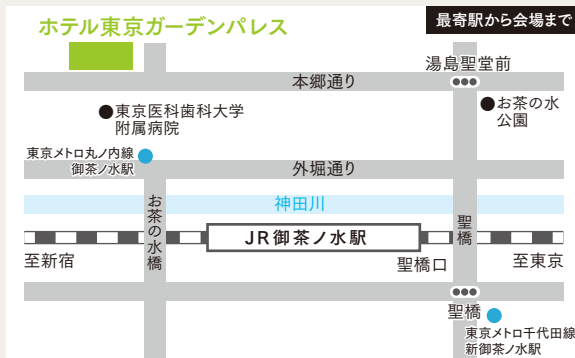 ホテル東京ガーデンパレス
最寄駅から会場まで
湯島聖堂前
本郷通り
東京医科歯科大学
附属病院
お茶の水
公園
東京メトロ丸ノ内線
御茶ノ水駅
外堀通り
神田川
お茶の水橋
聖橋
JR御茶ノ水駅
至新宿
聖橋口
至東京
聖橋
東京メトロ千代田線
新御茶ノ水駅